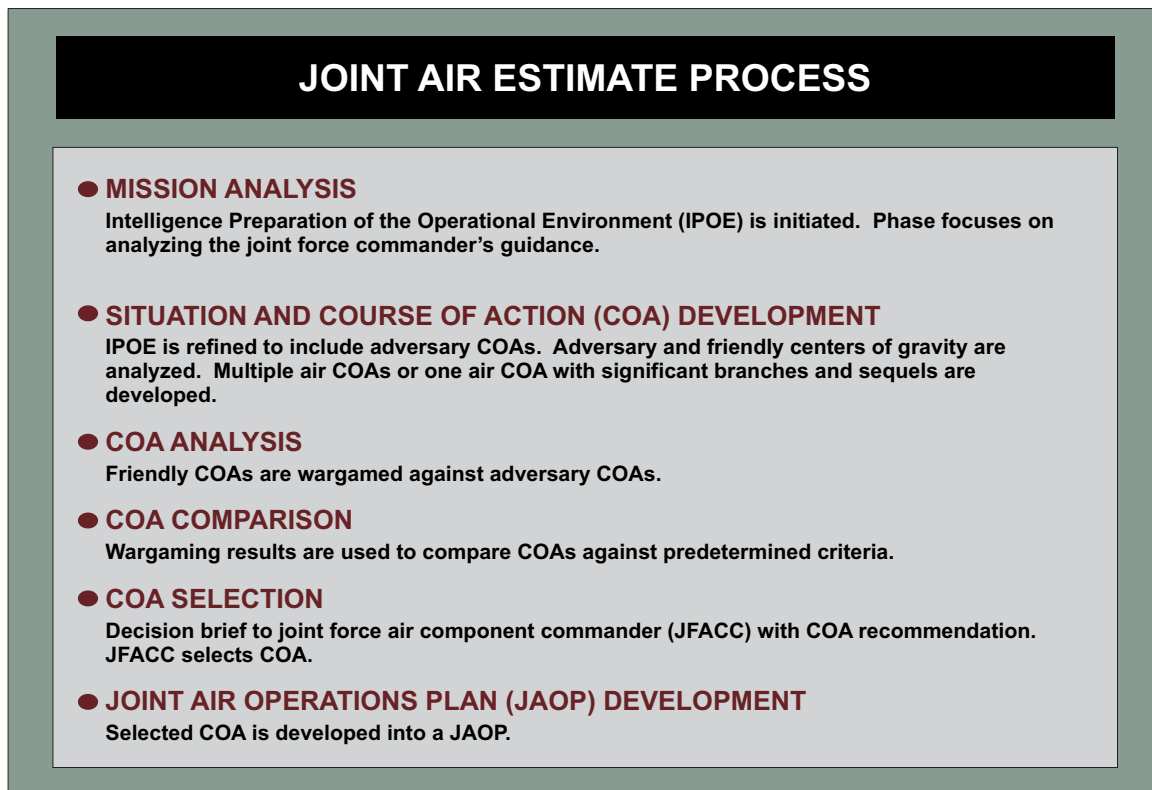 JOINT AIR ESTIMATE PROCESS
MISSION ANALYSIS
Intelligence Preparation of the Operational Environment (IPOE) is initiated.  Phase focuses on
analyzing the joint force commander's guidance.
SITUATION AND COURSE OF ACTION (COA) DEVELOPMENT
IPOE is refined to include adversary COAs.  Adversary and friendly centers of gravity are
analyzed.  Multiple air COAs or one air COA with significant branches and sequels are
developed.
COA ANALYSIS
Friendly COAs are wargamed against adversary COAs.
COA COMPARISON
Wargaming results are used to compare COAs against predetermined criteria.
COA SELECTION
Decision brief to joint force air component commander (JFACC) with COA recommendation.
JFACC selects COA.
JOINT AIR OPERATIONS PLAN (JAOP) DEVELOPMENT
Selected COA is developed into a JAOP.